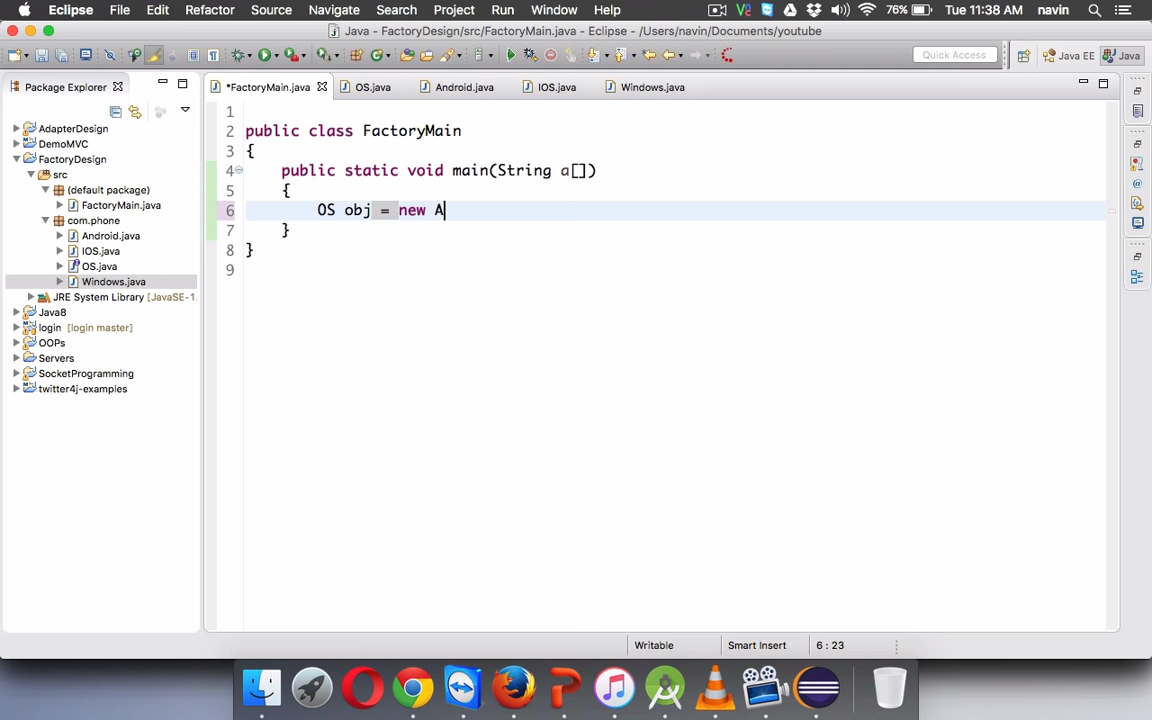 Eclipse File Edit Refactor Source Navigate Search Project Run Window Help 76% Tue 11:38 AM navin
Java - FactoryDesign/src/FactoryMain.java - Eclipse - /Users/navin/Documents/youtube
Quick Access Java EE Java
Package Explorer
*FactoryMain.java OS.java Android.java IOS.java Windows.java
AdapterDesign
DemoMVC
FactoryDesign
src
(default package)
FactoryMain.java
com.phone
Android.java
IOS.java
OS.java
Windows.java
JRE System Library [JavaSE-1.
Java8
login [login master]
OOPs
Servers
SocketProgramming
twitter4j-examples
1
2 public class FactoryMain
3 {
4 public static void main(String a[])
5 {
6 OS obj = new A
7 }
8 }
9
Writable Smart Insert 6 : 23